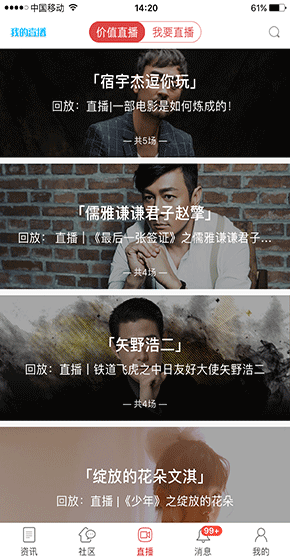 中国移动 14:20 61%
我的直播 价值直播 我要直播
「宿宇杰逗你玩」
回放：直播|一部电影是如何炼成的！
— 共5场 —
「儒雅谦谦君子赵擎」
回放： 直播丨《最后一张签证》之儒雅谦谦君子...
— 共4场 —
「矢野浩二」
回放：直播丨铁道飞虎之中日友好大使矢野浩二
— 共4场 —
「绽放的花朵文淇」
回放：直播 |《少年》之绽放的花朵
99+
资讯 社区 直播 消息 我的